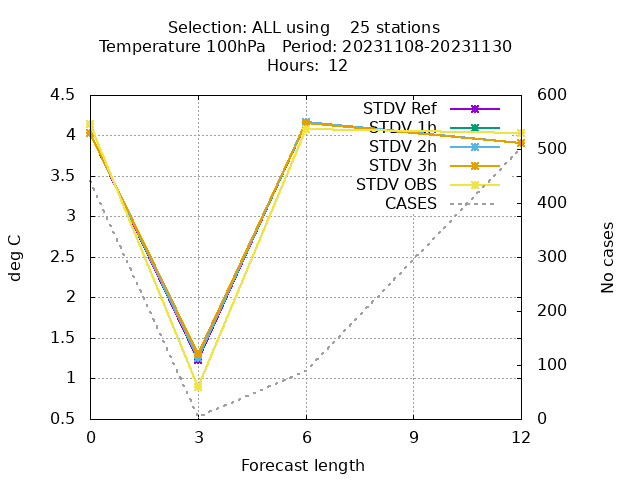 Selection: ALL using    25 stations
Temperature 100hPa   Period: 20231108-20231130
Hours: 12
4.5
4
3.5
3
2.5
2
1.5
1
0.5
deg C
STDV Ref
STDV 1h
STDV 2h
STDV 3h
STDV OBS
CASES
600
500
400
300
200
100
0
No cases
0
3
6
9
12
Forecast length